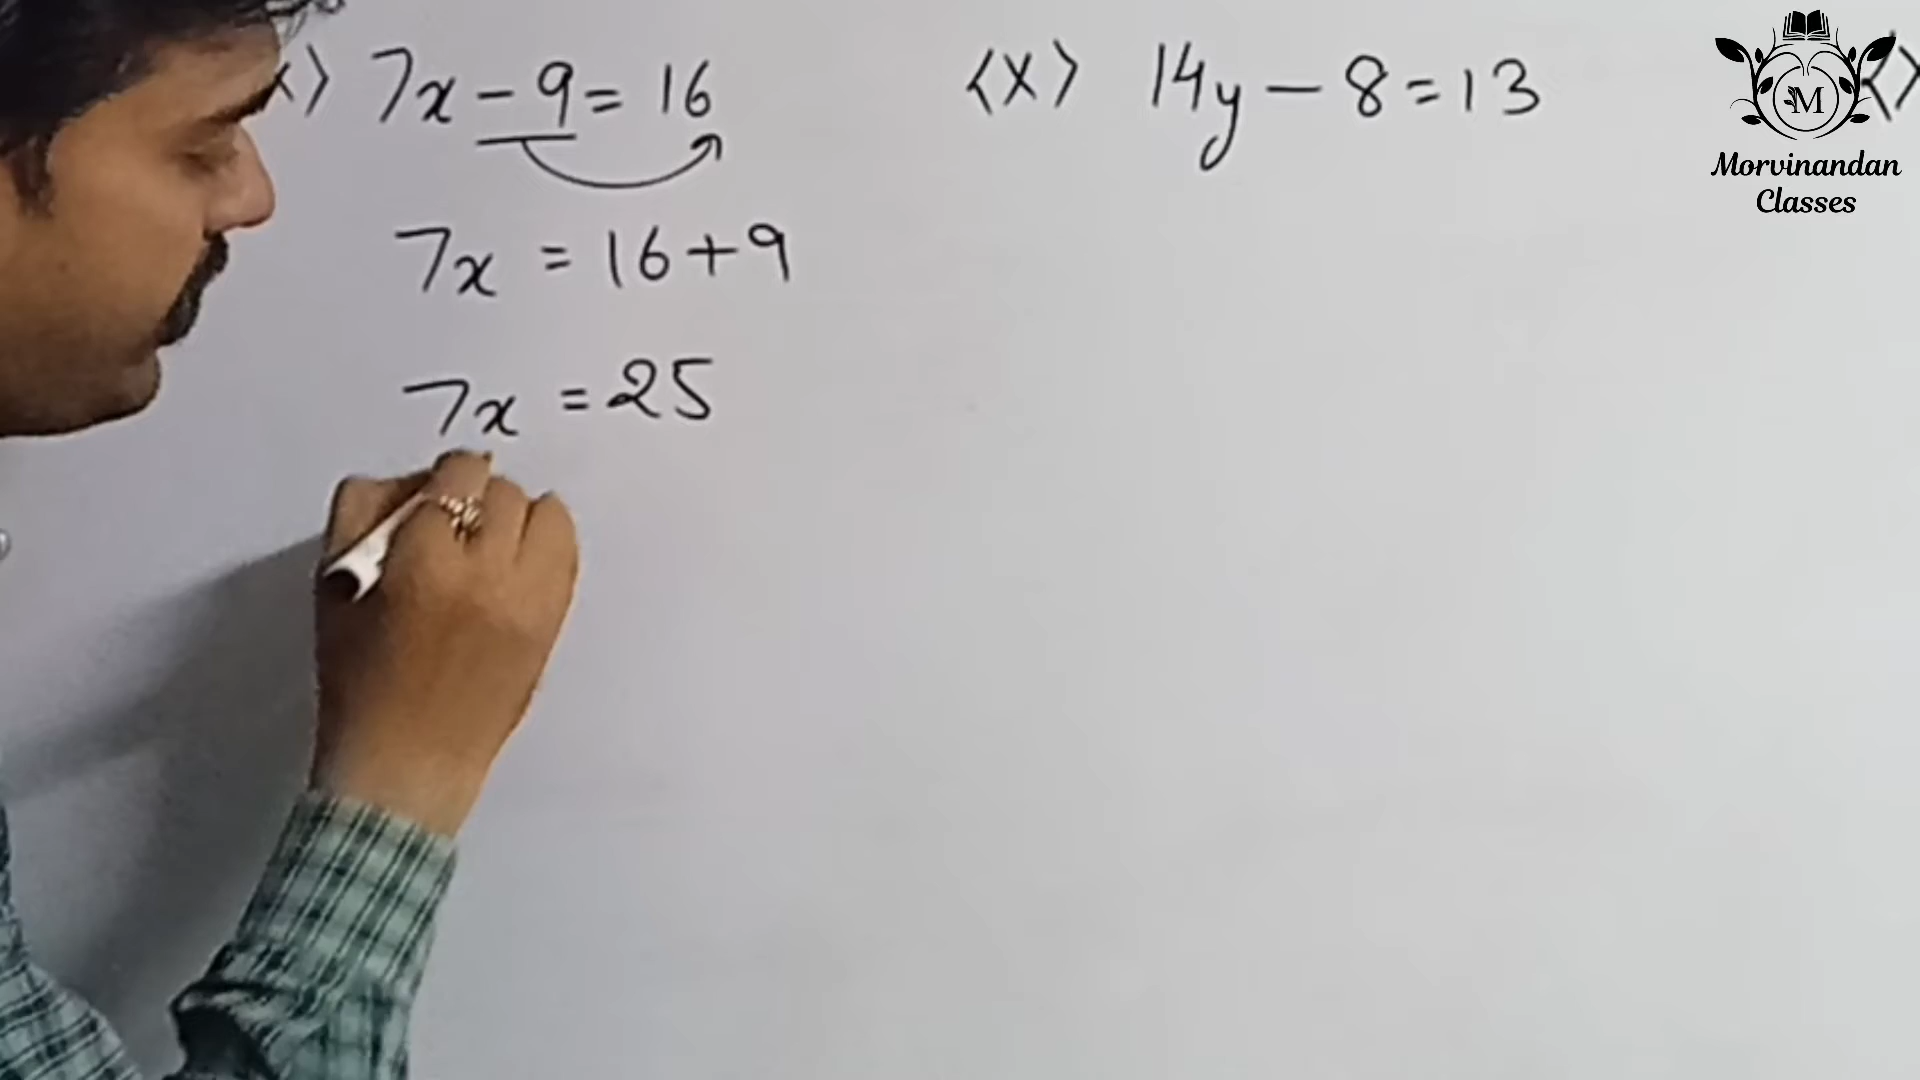 ⟩ 7x - 9 = 16
7x = 16 + 9
7x = 25
⟨X⟩ 14y - 8 = 13
M
Morvinandan
Classes